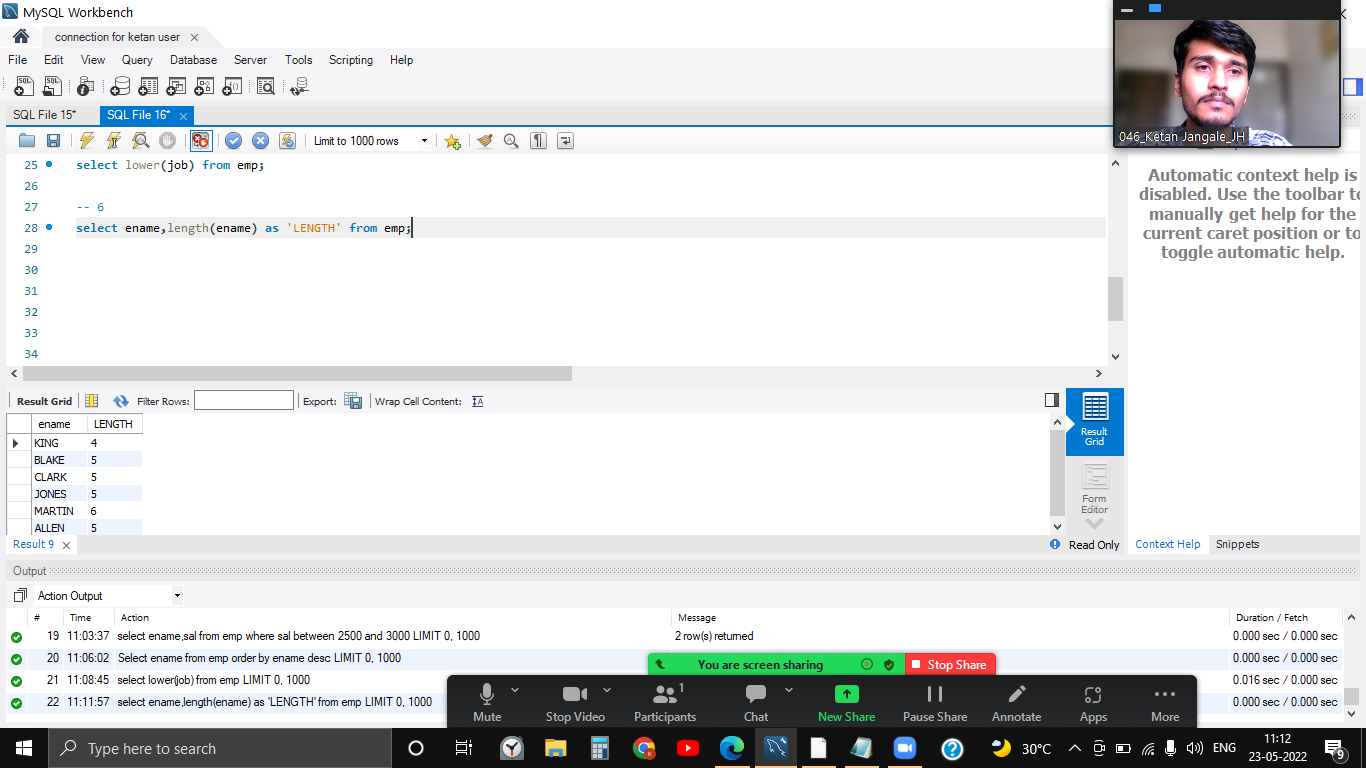 MySQL Workbench
connection for ketan user
File Edit View Query Database Server Tools Scripting Help
046_Ketan Jangale_JH
SQL File 15*
SQL File 16*
Limit to 1000 rows
25 select lower(job) from emp;
26
27 -- 6
28 select ename,length(ename) as 'LENGTH' from emp;
29
30
31
32
33
34
Automatic context help is
disabled. Use the toolbar to
manually get help for the
current caret position or to
toggle automatic help.
Result Grid Filter Rows: Export: Wrap Cell Content:
ename LENGTH
KING 4
BLAKE 5
CLARK 5
JONES 5
MARTIN 6
ALLEN 5
Result
Grid
Form
Editor
Result 9
Read Only
Context Help Snippets
Output
Action Output
# Time Action Message Duration / Fetch
19 11:03:37 select ename,sal from emp where sal between 2500 and 3000 LIMIT 0, 1000 2 row(s) returned 0.000 sec / 0.000 sec
20 11:06:02 Select ename from emp order by ename desc LIMIT 0, 1000 0.000 sec / 0.000 sec
21 11:08:45 select lower(job) from emp LIMIT 0, 1000 0.016 sec / 0.000 sec
22 11:11:57 select ename,length(ename) as 'LENGTH' from emp LIMIT 0, 1000 0.000 sec / 0.000 sec
You are screen sharing
Stop Share
1
Mute Stop Video Participants Chat New Share Pause Share Annotate Apps More
Type here to search
30°C
ENG
11:12
23-05-2022
9